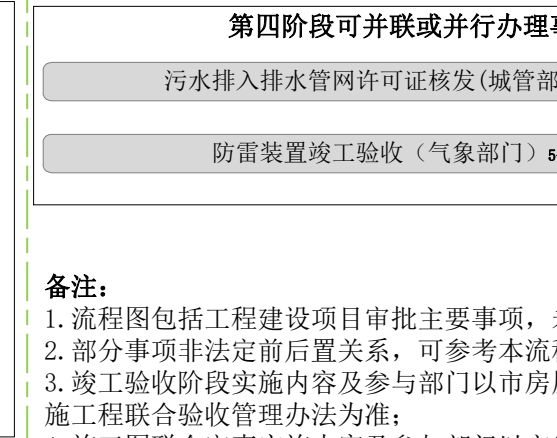 第四阶段可并联或并行办理
污水排入排水管网许可证核发(城管部
防雷装置竣工验收（气象部门）5
备注：
1.流程图包括工程建设项目审批主要事项，
2.部分事项非法定前后置关系，可参考本流
3.竣工验收阶段实施内容及参与部门以市房
施工程联合验收管理办法为准；